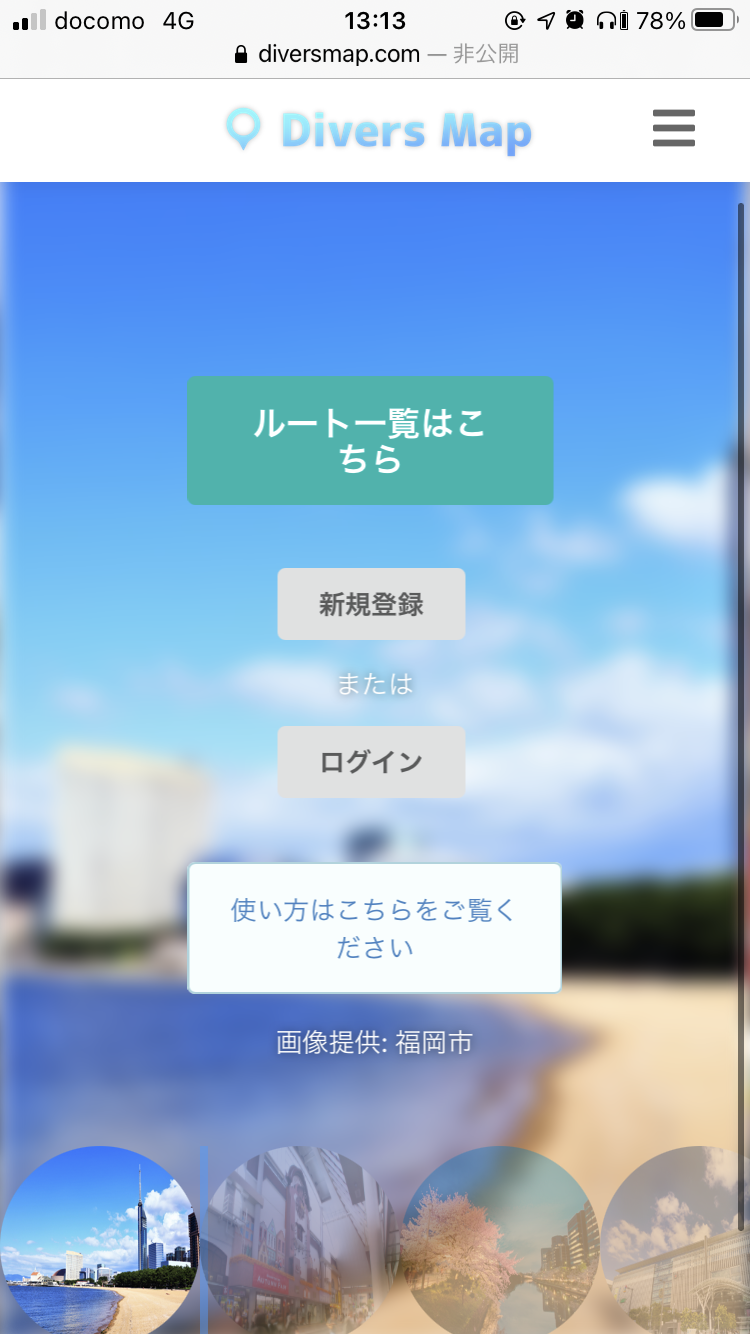 docomo 4G 13:13 78%
diversmap.com — 非公開
Divers Map
ルート一覧はこ
ちら
新規登録
または
ログイン
使い方はこちらをご覧く
ださい
画像提供: 福岡市